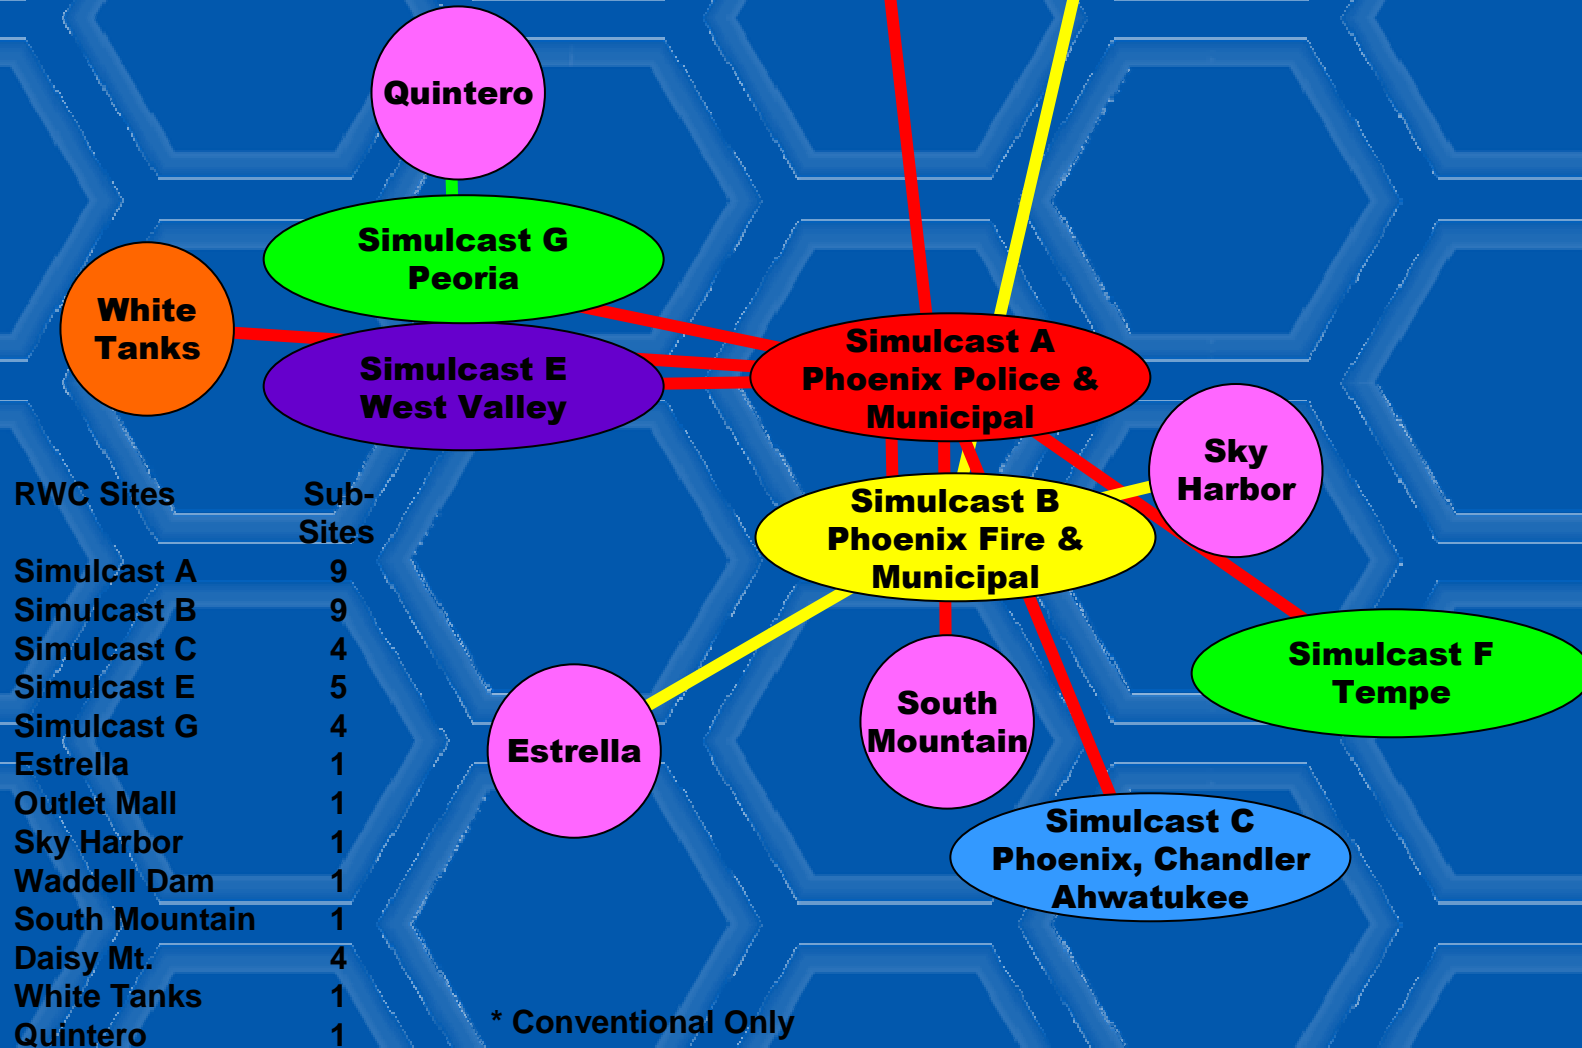 Quintero
Simulcast G
Peoria
White
Tanks
Simulcast E
West Valley
Simulcast A
Phoenix Police &
Municipal
Sky
Harbor
Simulcast B
Phoenix Fire &
Municipal
Simulcast F
Tempe
South
Mountain
Estrella
Simulcast C
Phoenix, Chandler
Ahwatukee
RWC Sites Sub-
Sites
Simulcast A 9
Simulcast B 9
Simulcast C 4
Simulcast E 5
Simulcast G 4
Estrella 1
Outlet Mall 1
Sky Harbor 1
Waddell Dam 1
South Mountain 1
Daisy Mt. 4
White Tanks 1
Quintero 1
* Conventional Only